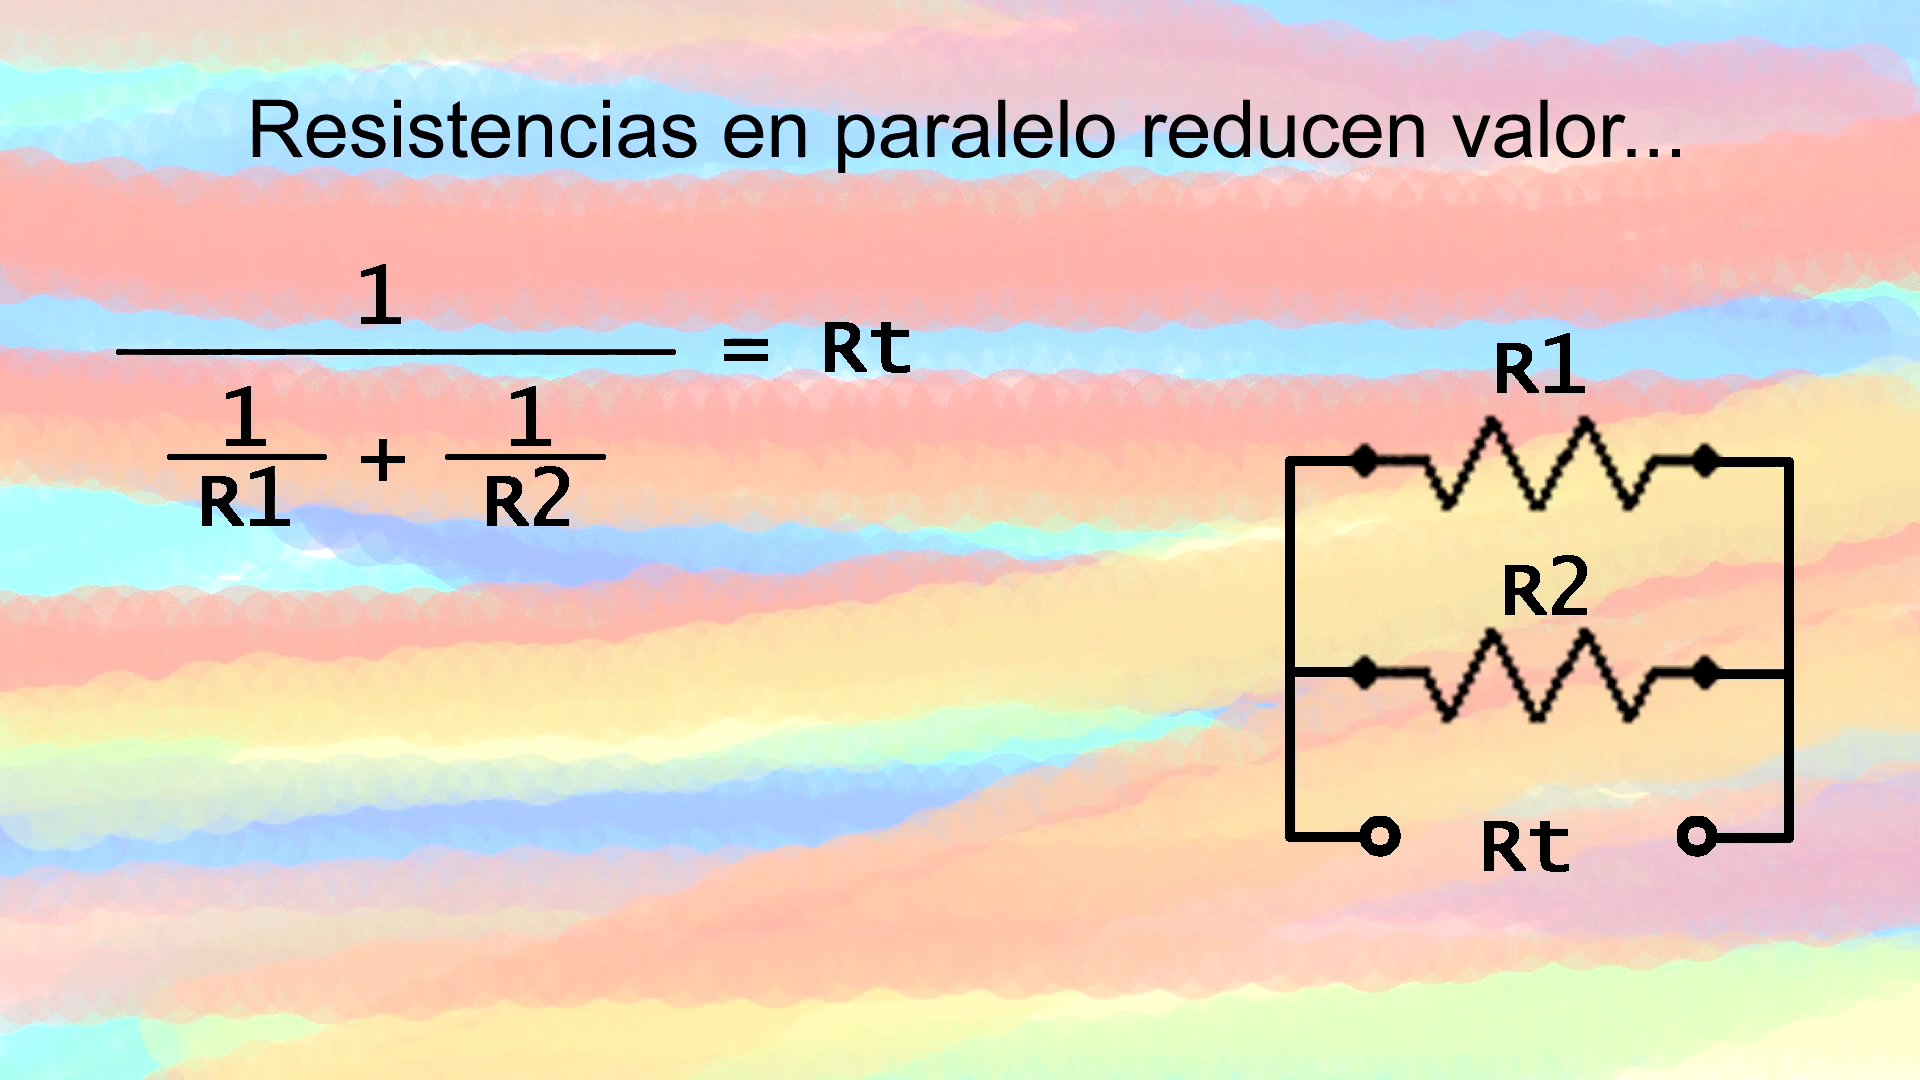 Resistencias en paralelo reducen valor...
1
= Rt
1 + 1
R1 R2
R1
R2
Rt